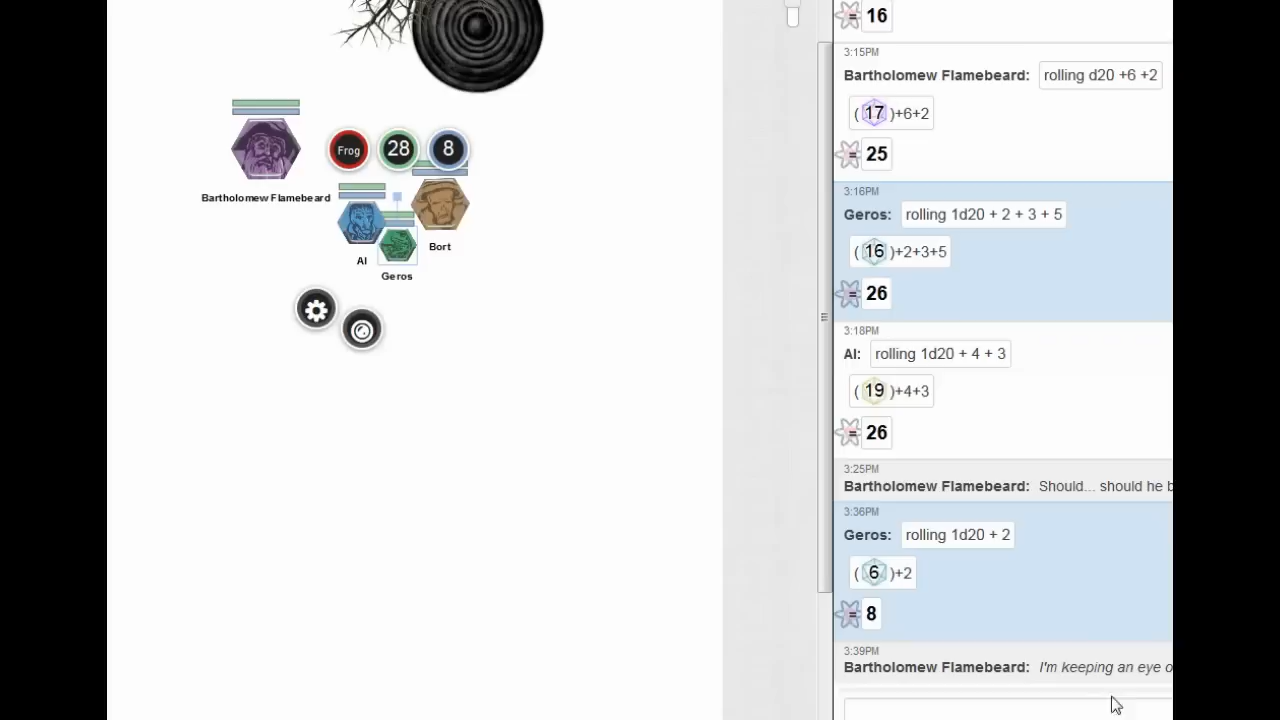 = 16
3:15PM
Bartholomew Flamebeard: rolling d20 +6 +2
( 17 )+6+2
= 25
3:16PM
Geros: rolling 1d20 + 2 + 3 + 5
( 16 )+2+3+5
= 26
3:18PM
Al: rolling 1d20 + 4 + 3
( 19 )+4+3
= 26
3:25PM
Bartholomew Flamebeard: Should... should he b
3:36PM
Geros: rolling 1d20 + 2
( 6 )+2
= 8
3:39PM
Bartholomew Flamebeard: I'm keeping an eye o
Frog 28 8
Bartholomew Flamebeard
Bort
Al
Geros